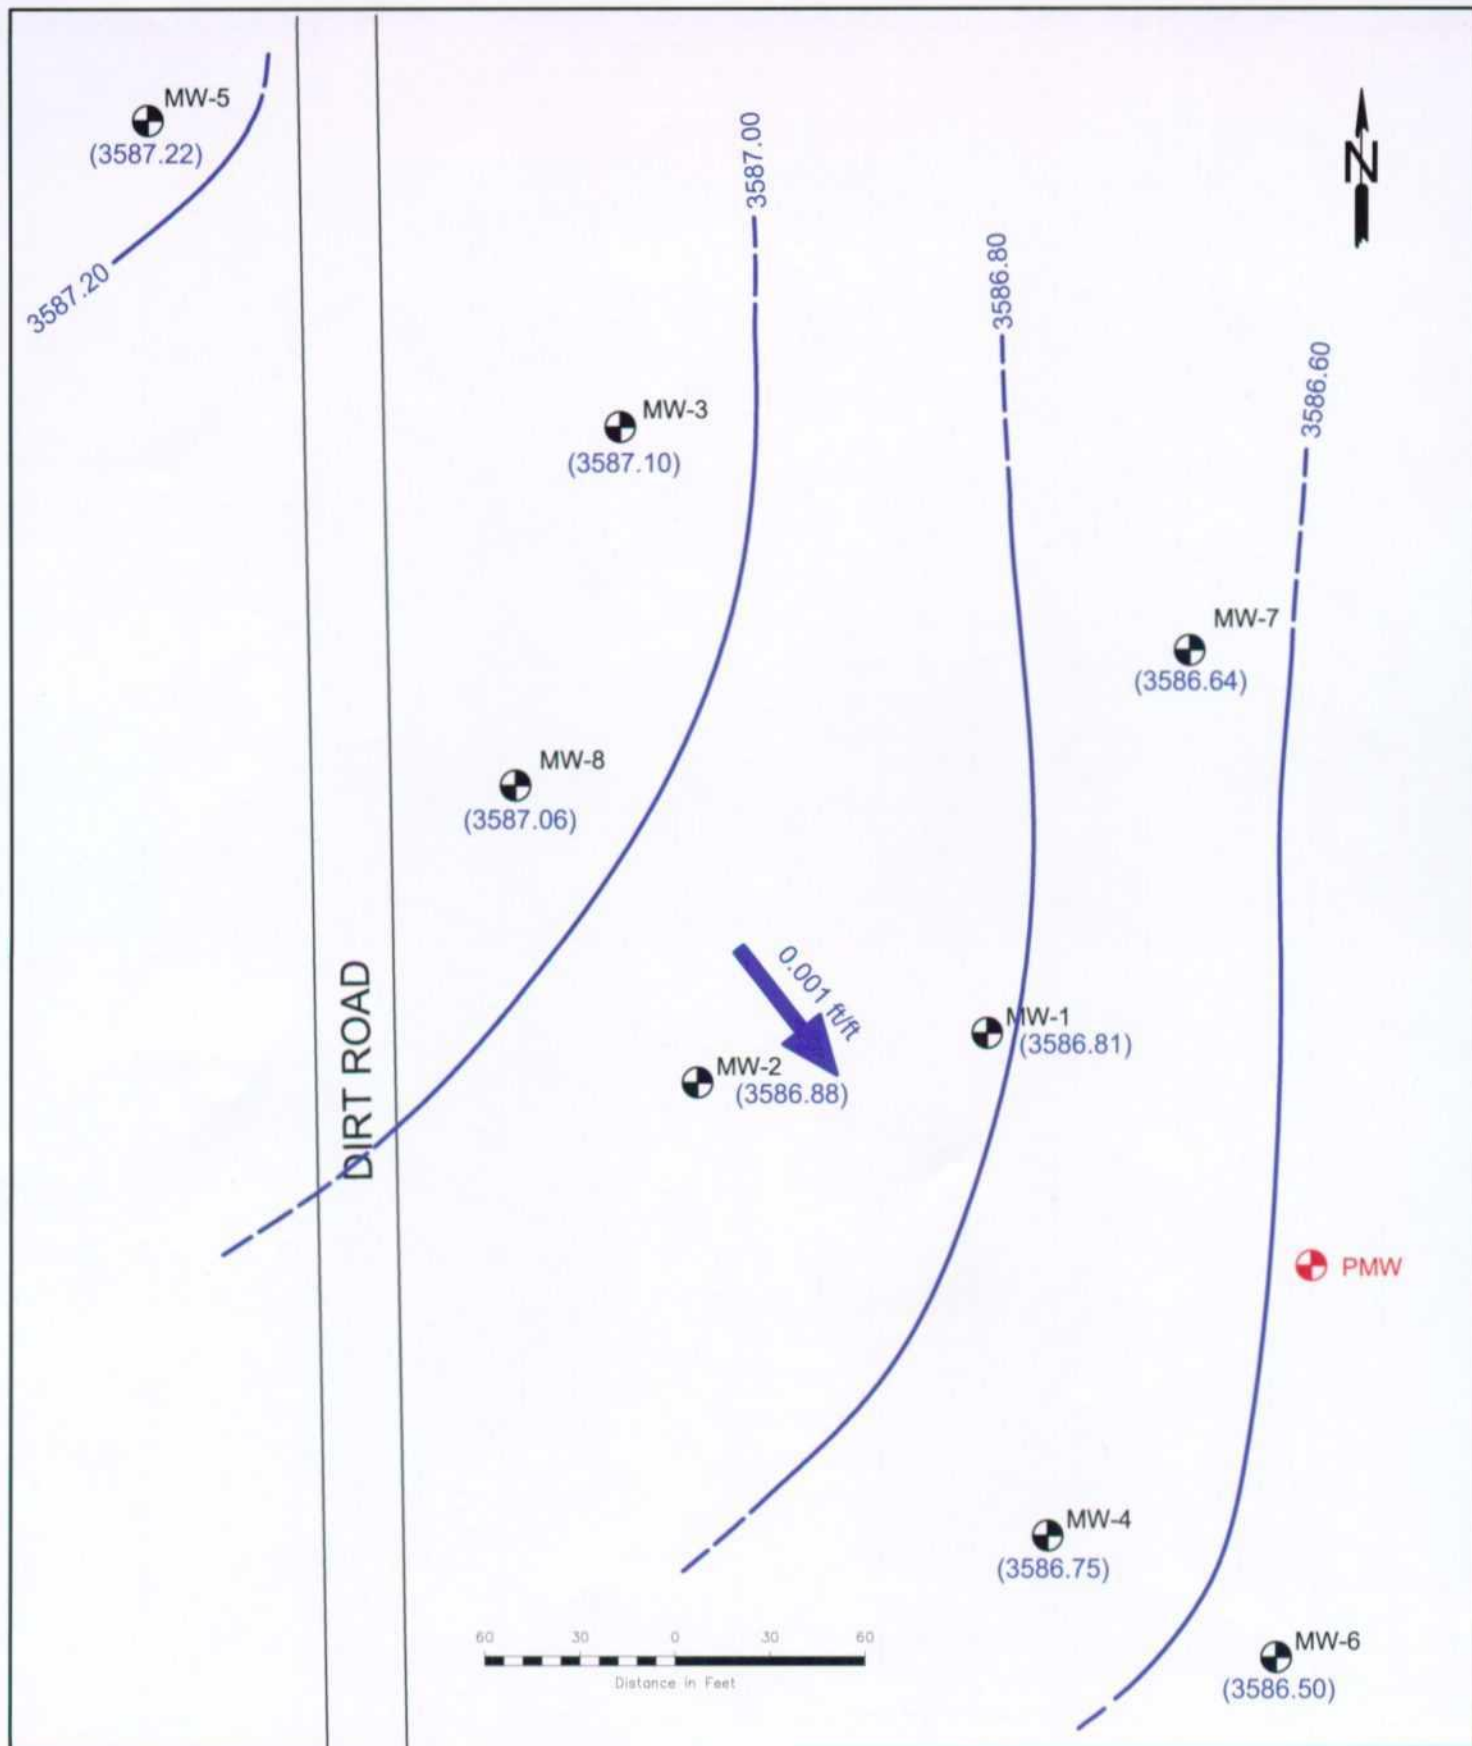 MW-5
(3587.22)
3587.20
3587.00
N
3586.80
3586.60
MW-3
(3587.10)
MW-7
(3586.64)
MW-8
(3587.06)
0.001 ft/ft
DIRT ROAD
MW-1
(3586.81)
MW-2
(3586.88)
PMW
MW-4
(3586.75)
60 30 0 30 60
Distance in Feet
MW-6
(3586.50)